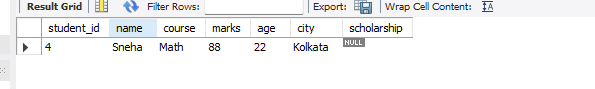 Result Grid Filter Rows: Export: Wrap Cell Content:
student_id name course marks age city scholarship
4 Sneha Math 88 22 Kolkata NULL